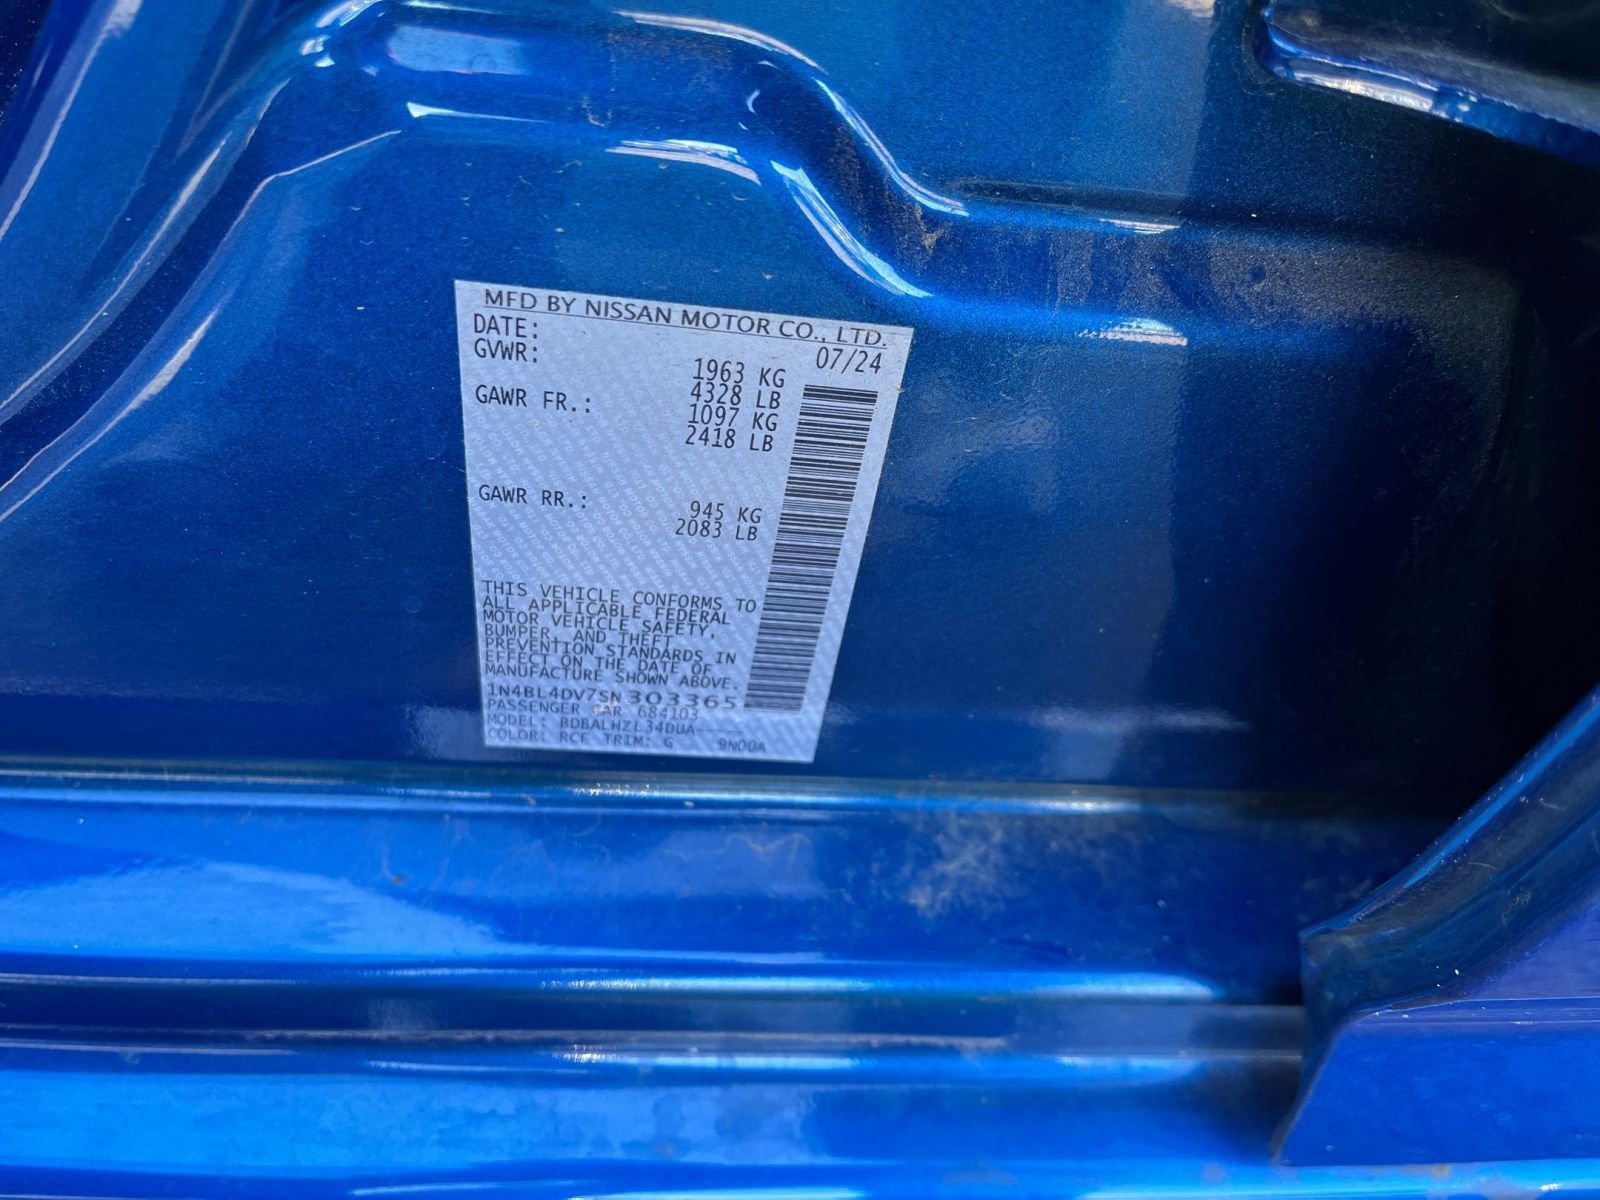 MFD BY NISSAN MOTOR CO., LTD.
DATE: 07/24
GVWR: 1963 KG
4328 LB
GAWR FR.: 1097 KG
2418 LB
GAWR RR.: 945 KG
2083 LB
THIS VEHICLE CONFORMS TO
ALL APPLICABLE FEDERAL
MOTOR VEHICLE SAFETY,
BUMPER, AND THEFT
PREVENTION STANDARDS IN
EFFECT ON THE DATE OF
MANUFACTURE SHOWN ABOVE.
1N4BL4DV7SN303365
PASSENGER CAR 684103
MODEL: BDBALHZL34DUA-----
COLOR: RCF TRIM: G 9N00A